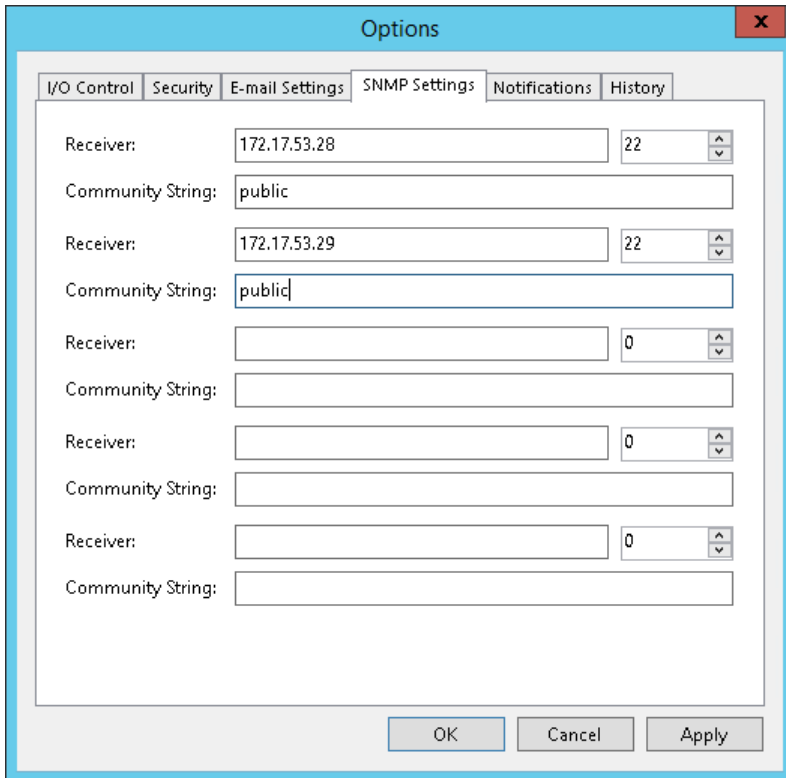 Options
x
I/O Control Security E-mail Settings SNMP Settings Notifications History
Receiver: 172.17.53.28 22
Community String: public
Receiver: 172.17.53.29 22
Community String: public
Receiver: 0
Community String:
Receiver: 0
Community String:
Receiver: 0
Community String:
OK Cancel Apply